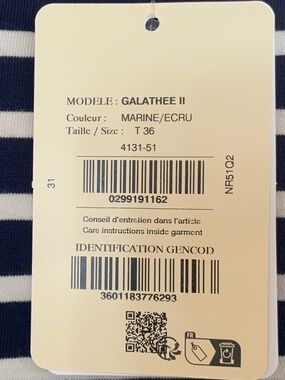 MODELE : GALATHEE II
Couleur : MARINE/ECRU
Taille / Size : T 36
4131-51
31
NR51Q2
0299191162
Conseil d'entretien dans l'article
Care instructions inside garment
IDENTIFICATION GENCOD
3601183776293
FR